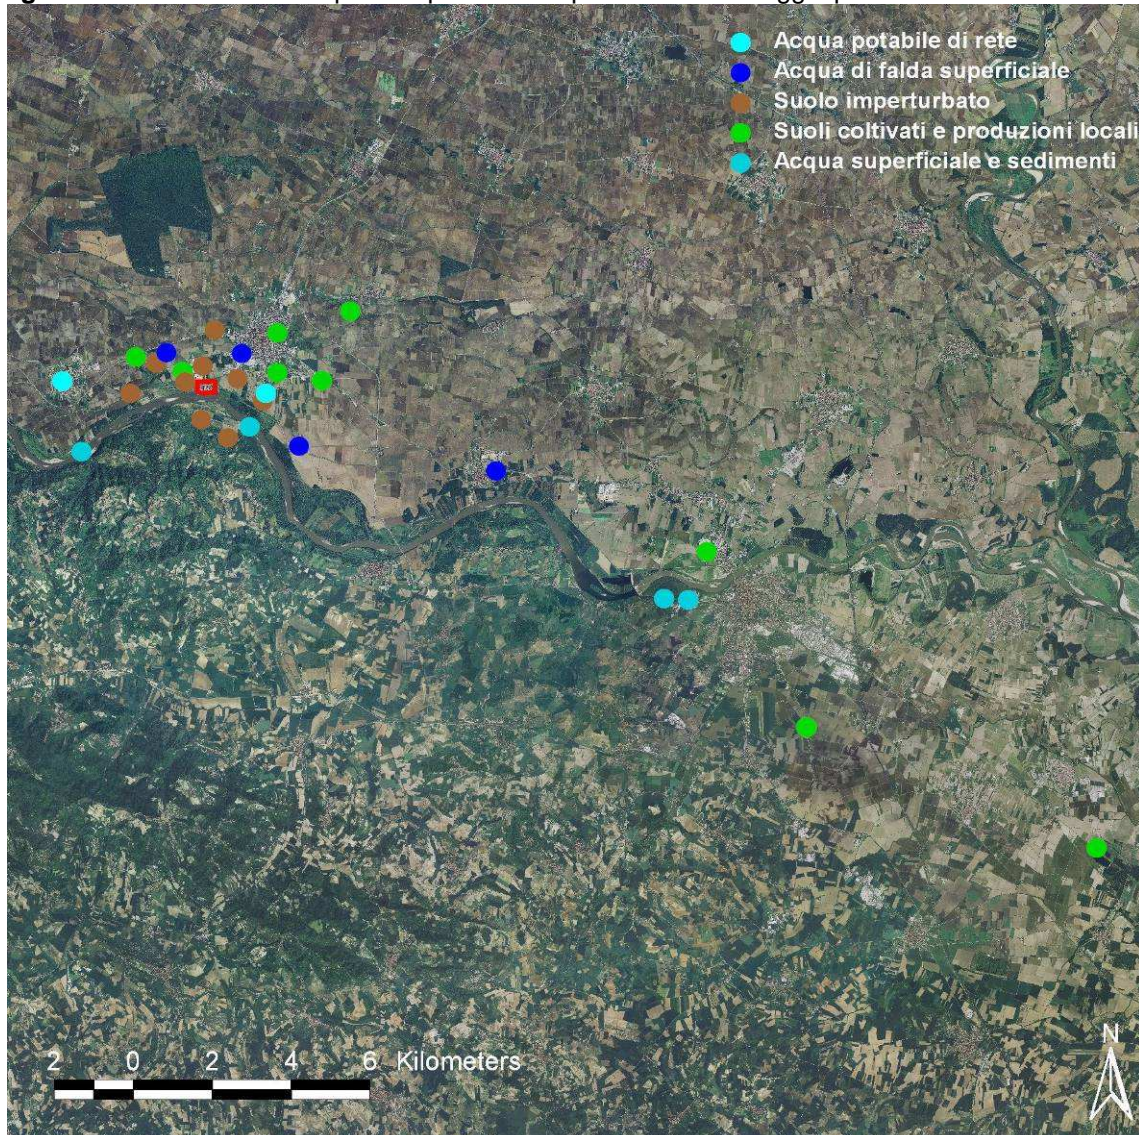 Acqua potabile di rete
Acqua di falda superficiale
Suolo imperturbato
Suoli coltivati e produzioni locali
Acqua superficiale e sedimenti
2 0 2 4 6 Kilometers
N